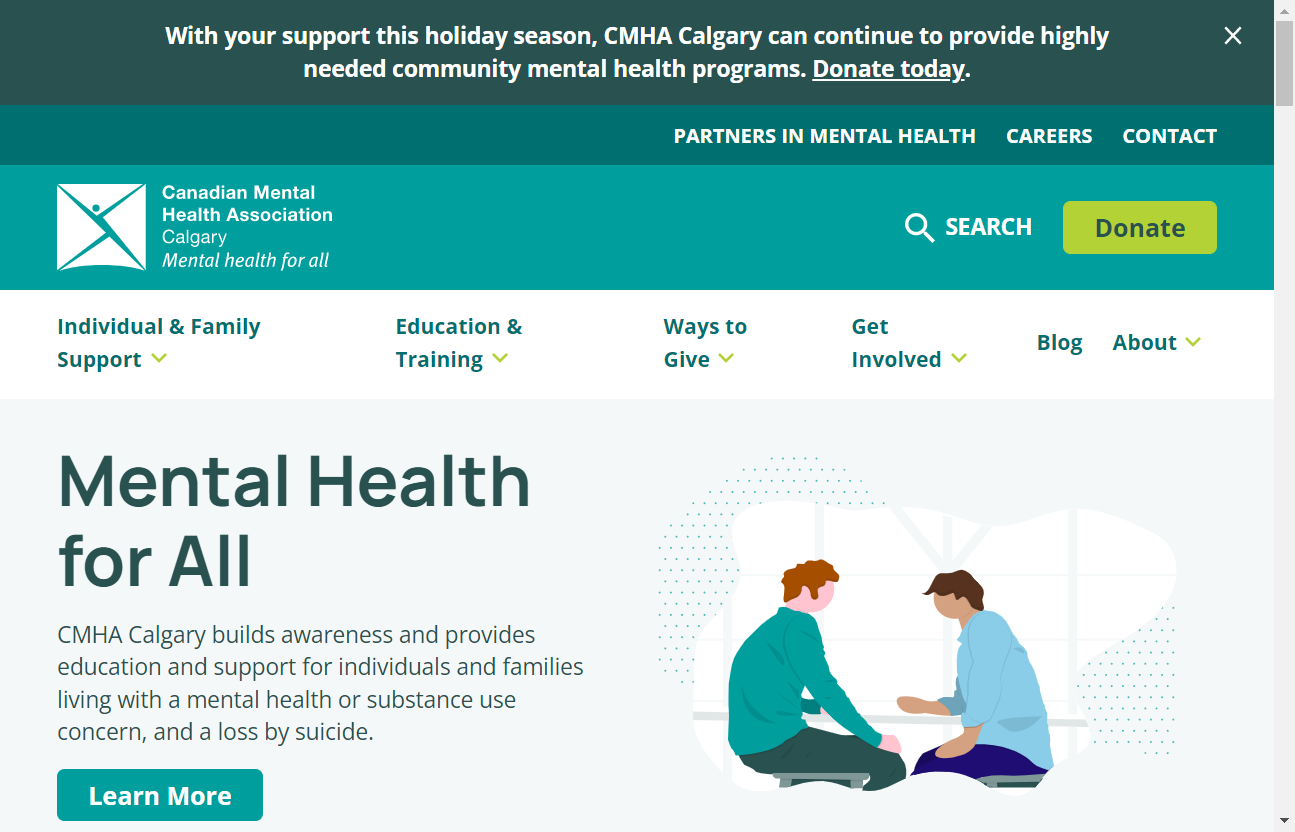 With your support this holiday season, CMHA Calgary can continue to provide highly
needed community mental health programs. Donate today.
PARTNERS IN MENTAL HEALTH CAREERS CONTACT
Canadian Mental
Health Association
Calgary
Mental health for all
SEARCH
Donate
Individual & Family
Support
Education &
Training
Ways to
Give
Get
Involved
Blog
About
Mental Health
for All
CMHA Calgary builds awareness and provides
education and support for individuals and families
living with a mental health or substance use
concern, and a loss by suicide.
Learn More